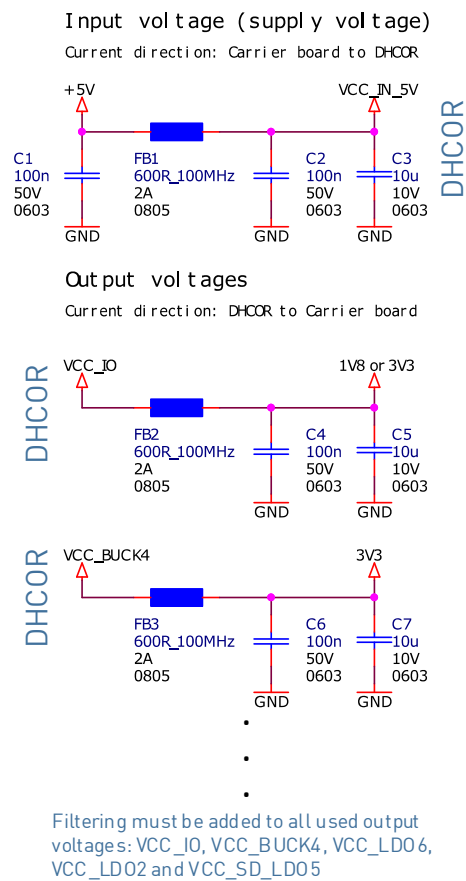 Input voltage (supply voltage)
Current direction: Carrier board to DHCOR
+5V
VCC_IN_5V
DHCOR
C1
100n
50V
0603
FB1
600R_100MHz
2A
0805
C2
100n
50V
0603
C3
10u
10V
0603
GND
GND
GND
Output voltages
Current direction: DHCOR to Carrier board
DHCOR
VCC_IO
1V8 or 3V3
FB2
600R_100MHz
2A
0805
C4
100n
50V
0603
C5
10u
10V
0603
GND
GND
DHCOR
VCC_BUCK4
3V3
FB3
600R_100MHz
2A
0805
C6
100n
50V
0603
C7
10u
10V
0603
GND
GND
Filtering must be added to all used output
voltages: VCC_IO, VCC_BUCK4, VCC_LDO6,
VCC_LDO2 and VCC_SD_LDO5